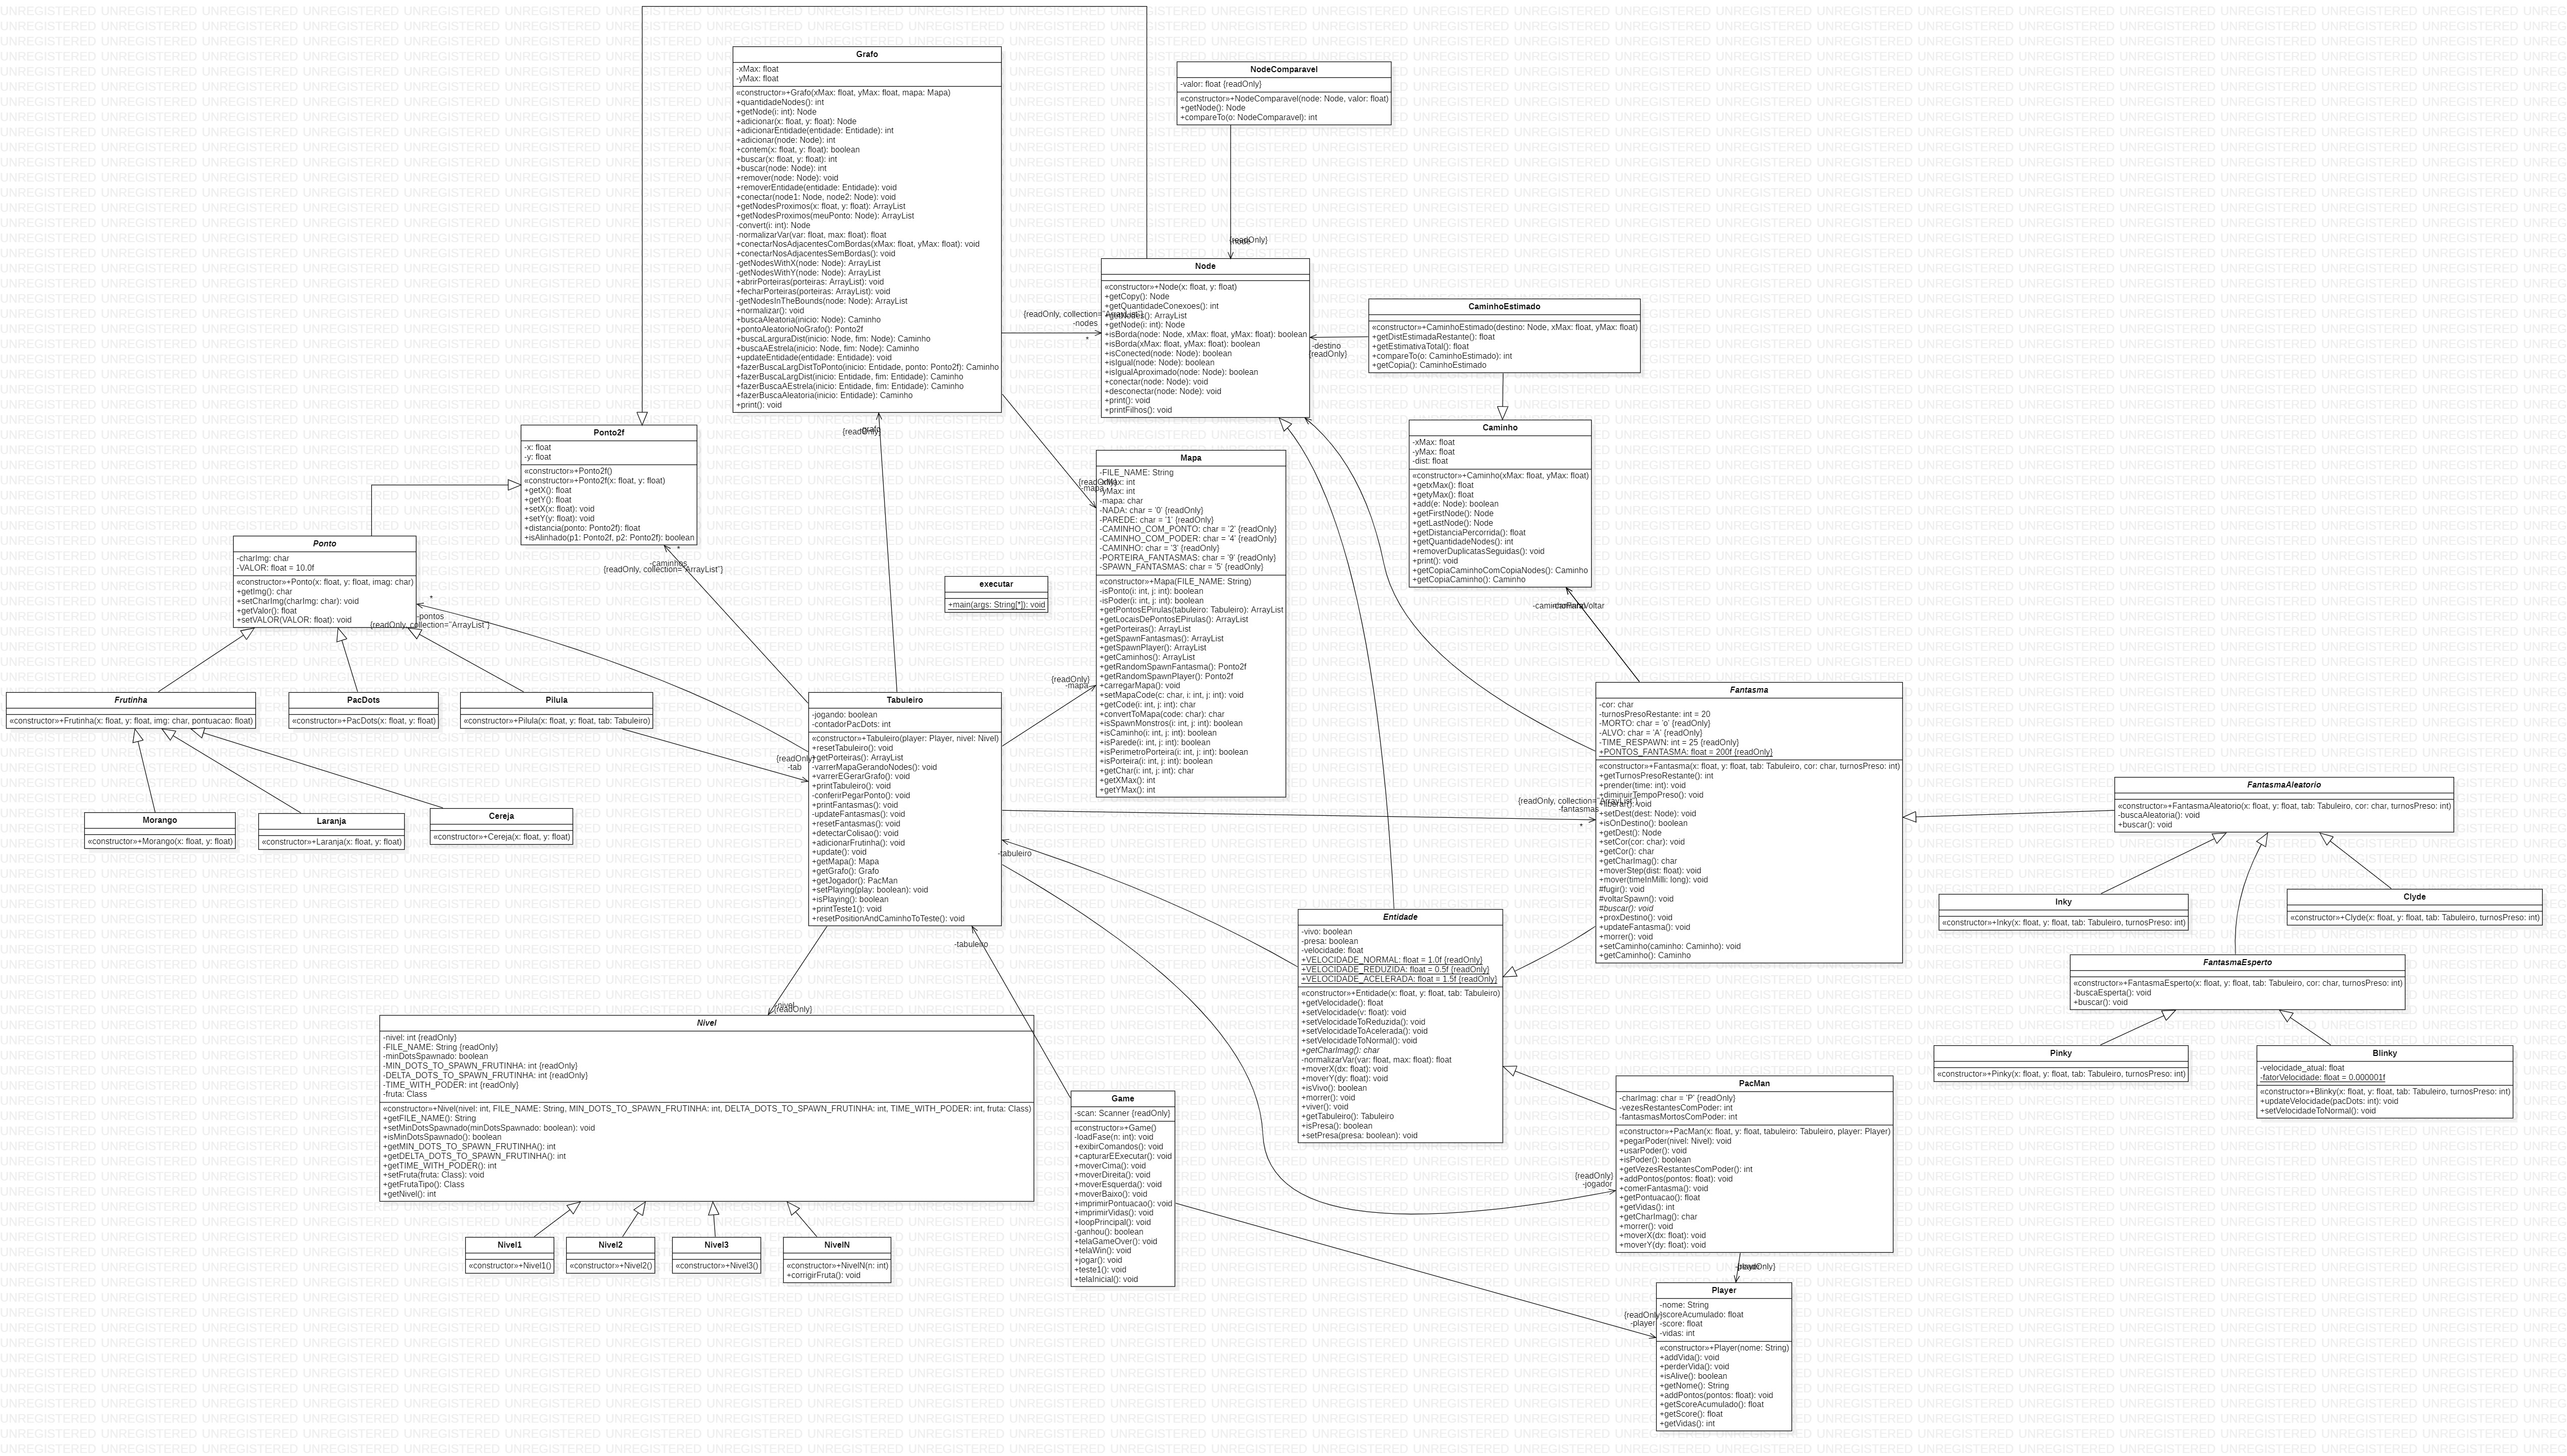 Grafo
-xMax: float
-yMax: float
«constructor»+Grafo(xMax: float, yMax: float, mapa: Mapa)
+quantidadeNodes(): int
+getNode(i: int): Node
+adicionar(x: float, y: float): Node
+adicionarEntidade(entidade: Entidade): int
+adicionar(node: Node): int
+contem(x: float, y: float): boolean
+buscar(x: float, y: float): int
+buscar(node: Node): int
+remover(node: Node): void
+removerEntidade(entidade: Entidade): void
+conectar(node1: Node, node2: Node): void
+getNodesProximos(x: float, y: float): ArrayList
+getNodesProximos(meuPonto: Node): ArrayList
-convert(i: int): Node
-normalizarVar(var: float, max: float): float
+conectarNosAdjacentesComBordas(xMax: float, yMax: float): void
+conectarNosAdjacentesSemBordas(): void
-getNodesWithX(node: Node): ArrayList
-getNodesWithY(node: Node): ArrayList
+abrirPorteiras(porteiras: ArrayList): void
+fecharPorteiras(porteiras: ArrayList): void
-getNodesInTheBounds(node: Node): ArrayList
+normalizar(): void
+buscaAleatoria(inicio: Node): Caminho
+pontoAleatorioNoGrafo(): Ponto2f
+buscaLarguraDist(inicio: Node, fim: Node): Caminho
+buscaAEstrela(inicio: Node, fim: Node): Caminho
+updateEntidade(entidade: Entidade): void
+fazerBuscaLargDistToPonto(inicio: Entidade, ponto: Ponto2f): Caminho
+fazerBuscaLargDist(inicio: Entidade, fim: Entidade): Caminho
+fazerBuscaAEstrela(inicio: Entidade, fim: Entidade): Caminho
+fazerBuscaAleatoria(inicio: Entidade): Caminho
+print(): void
NodeComparavel
-valor: float {readOnly}
«constructor»+NodeComparavel(node: Node, valor: float)
+getNode(): Node
+compareTo(o: NodeComparavel): int
{readOnly}
-node
Node
«constructor»+Node(x: float, y: float)
+getCopy(): Node
+getQuantidadeConexoes(): int
+getNodes(): ArrayList
+getNode(i: int): Node
+isBorda(node: Node, xMax: float, yMax: float): boolean
+isBorda(xMax: float, yMax: float): boolean
+isConected(node: Node): boolean
+isIgual(node: Node): boolean
+isIgualAproximado(node: Node): boolean
+conectar(node: Node): void
+desconectar(node: Node): void
+print(): void
+printFilhos(): void
{readOnly, collection="ArrayList"}
-nodes
*
CaminhoEstimado
«constructor»+CaminhoEstimado(destino: Node, xMax: float, yMax: float)
+getDistEstimadaRestante(): float
+getEstimativaTotal(): float
+compareTo(o: CaminhoEstimado): int
+getCopia(): CaminhoEstimado
-destino
{readOnly}
Caminho
-xMax: float
-yMax: float
-dist: float
«constructor»+Caminho(xMax: float, yMax: float)
+getxMax(): float
+getyMax(): float
+add(e: Node): boolean
+getFirstNode(): Node
+getLastNode(): Node
+getDistanciaPercorrida(): float
+getQuantidadeNodes(): int
+removerDuplicatasSeguidas(): void
+print(): void
+getCopiaCaminhoComCopiaNodes(): Caminho
+getCopiaCaminho(): Caminho
Ponto2f
-x: float
-y: float
«constructor»+Ponto2f()
«constructor»+Ponto2f(x: float, y: float)
+getX(): float
+getY(): float
+setX(x: float): void
+setY(y: float): void
+distancia(ponto: Ponto2f): float
+isAlinhado(p1: Ponto2f, p2: Ponto2f): boolean
{readOnly}
-grafo
*
-caminhos
{readOnly, collection="ArrayList"}
Mapa
-FILE_NAME: String
-xMax: int
-yMax: int
-mapa: char
-NADA: char = '0' {readOnly}
-PAREDE: char = '1' {readOnly}
-CAMINHO_COM_PONTO: char = '2' {readOnly}
-CAMINHO_COM_PODER: char = '4' {readOnly}
-CAMINHO: char = '3' {readOnly}
-PORTEIRA_FANTASMAS: char = '9' {readOnly}
-SPAWN_FANTASMAS: char = '5' {readOnly}
«constructor»+Mapa(FILE_NAME: String)
+isPonto(i: int, j: int): boolean
+isPoder(i: int, j: int): boolean
+getPontosEPirulas(tabuleiro: Tabuleiro): ArrayList
+getLocaisDePontosEPirulas(): ArrayList
+getPorteiras(): ArrayList
+getSpawnFantasmas(): ArrayList
+getSpawnPlayer(): ArrayList
+getCaminhos(): ArrayList
+getRandomSpawnFantasma(): Ponto2f
+getRandomSpawnPlayer(): Ponto2f
+carregarMapa(): void
+setMapaCode(c: char, i: int, j: int): void
+getCode(i: int, j: int): char
+convertToMapa(code: char): char
+isSpawnMonstros(i: int, j: int): boolean
+isCaminho(i: int, j: int): boolean
+isParede(i: int, j: int): boolean
+isPerimetroPorteira(i: int, j: int): boolean
+isPorteira(i: int, j: int): boolean
+getChar(i: int, j: int): char
+getXMax(): int
+getYMax(): int
{readOnly}
-mapa
{readOnly}
-mapa
Ponto
-charImg: char
-VALOR: float = 10.0f
«constructor»+Ponto(x: float, y: float, imag: char)
+getImg(): char
+setCharImg(charImg: char): void
+getValor(): float
+setVALOR(VALOR: float): void
*
-pontos
{readOnly, collection="ArrayList"}
executar
+main(args: String[*]): void
-caminho
-caminhoParaVoltar
Frutinha
«constructor»+Frutinha(x: float, y: float, img: char, pontuacao: float)
PacDots
«constructor»+PacDots(x: float, y: float)
Pilula
«constructor»+Pilula(x: float, y: float, tab: Tabuleiro)
{readOnly}
-tab
Morango
«constructor»+Morango(x: float, y: float)
Laranja
«constructor»+Laranja(x: float, y: float)
Cereja
«constructor»+Cereja(x: float, y: float)
Tabuleiro
-jogando: boolean
-contadorPacDots: int
«constructor»+Tabuleiro(player: Player, nivel: Nivel)
+resetTabuleiro(): void
+getPorteiras(): ArrayList
-varrerMapaGerandoNodes(): void
+varrerEGerarGrafo(): void
+printTabuleiro(): void
-conferirPegarPonto(): void
+printFantasmas(): void
-updateFantasmas(): void
+resetFantasmas(): void
+detectarColisao(): void
+adicionarFrutinha(): void
+update(): void
+getMapa(): Mapa
+getGrafo(): Grafo
+getJogador(): PacMan
+setPlaying(play: boolean): void
+isPlaying(): boolean
+printTeste1(): void
+resetPositionAndCaminhoToTeste(): void
{readOnly, collection="ArrayList"}
-fantasmas
*
-tabuleiro
-tabuleiro
Fantasma
-cor: char
-turnosPresoRestante: int = 20
-MORTO: char = 'o' {readOnly}
-ALVO: char = 'A' {readOnly}
-TIME_RESPAWN: int = 25 {readOnly}
+PONTOS_FANTASMA: float = 200f {readOnly}
«constructor»+Fantasma(x: float, y: float, tab: Tabuleiro, cor: char, turnosPreso: int)
+getTurnosPresoRestante(): int
+prender(time: int): void
+diminuirTempoPreso(): void
+liberar(): void
+setDest(dest: Node): void
+isOnDestino(): boolean
+getDest(): Node
+setCor(cor: char): void
+getCor(): char
+getCharImag(): char
+moverStep(dist: float): void
+mover(timeInMilli: long): void
#fugir(): void
#voltarSpawn(): void
#buscar(): void
+proxDestino(): void
+updateFantasma(): void
+morrer(): void
+setCaminho(caminho: Caminho): void
+getCaminho(): Caminho
FantasmaAleatorio
«constructor»+FantasmaAleatorio(x: float, y: float, tab: Tabuleiro, cor: char, turnosPreso: int)
-buscaAleatoria(): void
+buscar(): void
Inky
«constructor»+Inky(x: float, y: float, tab: Tabuleiro, turnosPreso: int)
Clyde
«constructor»+Clyde(x: float, y: float, tab: Tabuleiro, turnosPreso: int)
FantasmaEsperto
«constructor»+FantasmaEsperto(x: float, y: float, tab: Tabuleiro, cor: char, turnosPreso: int)
-buscaEsperta(): void
+buscar(): void
Pinky
«constructor»+Pinky(x: float, y: float, tab: Tabuleiro, turnosPreso: int)
Blinky
-velocidade_atual: float
-fatorVelocidade: float = 0.000001f
«constructor»+Blinky(x: float, y: float, tab: Tabuleiro, turnosPreso: int)
+updateVelocidade(pacDots: int): void
+setVelocidadeToNormal(): void
Entidade
-vivo: boolean
-presa: boolean
-velocidade: float
+VELOCIDADE_NORMAL: float = 1.0f {readOnly}
+VELOCIDADE_REDUZIDA: float = 0.5f {readOnly}
+VELOCIDADE_ACELERADA: float = 1.5f {readOnly}
«constructor»+Entidade(x: float, y: float, tab: Tabuleiro)
+getVelocidade(): float
+setVelocidade(v: float): void
+setVelocidadeToReduzida(): void
+setVelocidadeToAcelerada(): void
+setVelocidadeToNormal(): void
+getCharImag(): char
-normalizarVar(var: float, max: float): float
+moverX(dx: float): void
+moverY(dy: float): void
+isVivo(): boolean
+morrer(): void
+viver(): void
+getTabuleiro(): Tabuleiro
+isPresa(): boolean
+setPresa(presa: boolean): void
-nivel
{readOnly}
Nivel
-nivel: int {readOnly}
-FILE_NAME: String {readOnly}
-minDotsSpawnado: boolean
-MIN_DOTS_TO_SPAWN_FRUTINHA: int {readOnly}
-DELTA_DOTS_TO_SPAWN_FRUTINHA: int {readOnly}
-TIME_WITH_PODER: int {readOnly}
-fruta: Class
«constructor»+Nivel(nivel: int, FILE_NAME: String, MIN_DOTS_TO_SPAWN_FRUTINHA: int, DELTA_DOTS_TO_SPAWN_FRUTINHA: int, TIME_WITH_PODER: int, fruta: Class)
+getFILE_NAME(): String
+setMinDotsSpawnado(minDotsSpawnado: boolean): void
+isMinDotsSpawnado(): boolean
+getMIN_DOTS_TO_SPAWN_FRUTINHA(): int
+getDELTA_DOTS_TO_SPAWN_FRUTINHA(): int
+getTIME_WITH_PODER(): int
+setFruta(fruta: Class): void
+getFrutaTipo(): Class
+getNivel(): int
Nivel1
«constructor»+Nivel1()
Nivel2
«constructor»+Nivel2()
Nivel3
«constructor»+Nivel3()
NivelN
«constructor»+NivelN(n: int)
+corrigirFruta(): void
Game
-scan: Scanner {readOnly}
«constructor»+Game()
-loadFase(n: int): void
+exibirComandos(): void
+capturarEExecutar(): void
+moverCima(): void
+moverDireita(): void
+moverEsquerda(): void
+moverBaixo(): void
+imprimirPontuacao(): void
+imprimirVidas(): void
+loopPrincipal(): void
-ganhou(): boolean
+telaGameOver(): void
+telaWin(): void
+jogar(): void
+teste1(): void
+telaInicial(): void
PacMan
-charImag: char = 'P' {readOnly}
-vezesRestantesComPoder: int
-fantasmasMortosComPoder: int
«constructor»+PacMan(x: float, y: float, tabuleiro: Tabuleiro, player: Player)
+pegarPoder(nivel: Nivel): void
+usarPoder(): void
+isPoder(): boolean
+getVezesRestantesComPoder(): int
+addPontos(pontos: float): void
+comerFantasma(): void
+getPontuacao(): float
+getVidas(): int
+getCharImag(): char
+morrer(): void
+moverX(dx: float): void
+moverY(dy: float): void
{readOnly}
-jogador
-player
{readOnly}
{readOnly}
-player
Player
-nome: String
-scoreAcumulado: float
-score: float
-vidas: int
«constructor»+Player(nome: String)
+addVida(): void
+perderVida(): void
+isAlive(): boolean
+getNome(): String
+addPontos(pontos: float): void
+getScoreAcumulado(): float
+getScore(): float
+getVidas(): int